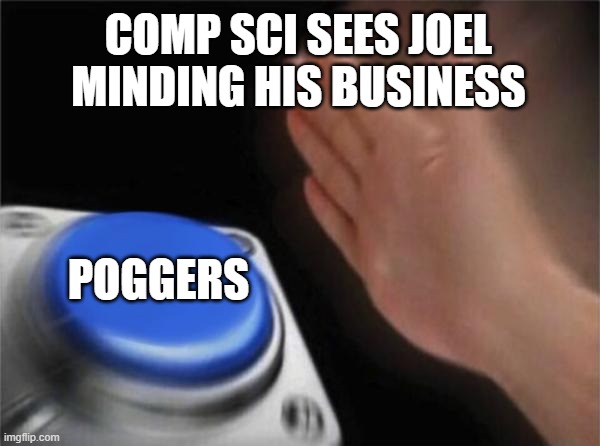 COMP SCI SEES JOEL
MINDING HIS BUSINESS
POGGERS
imgflip.com